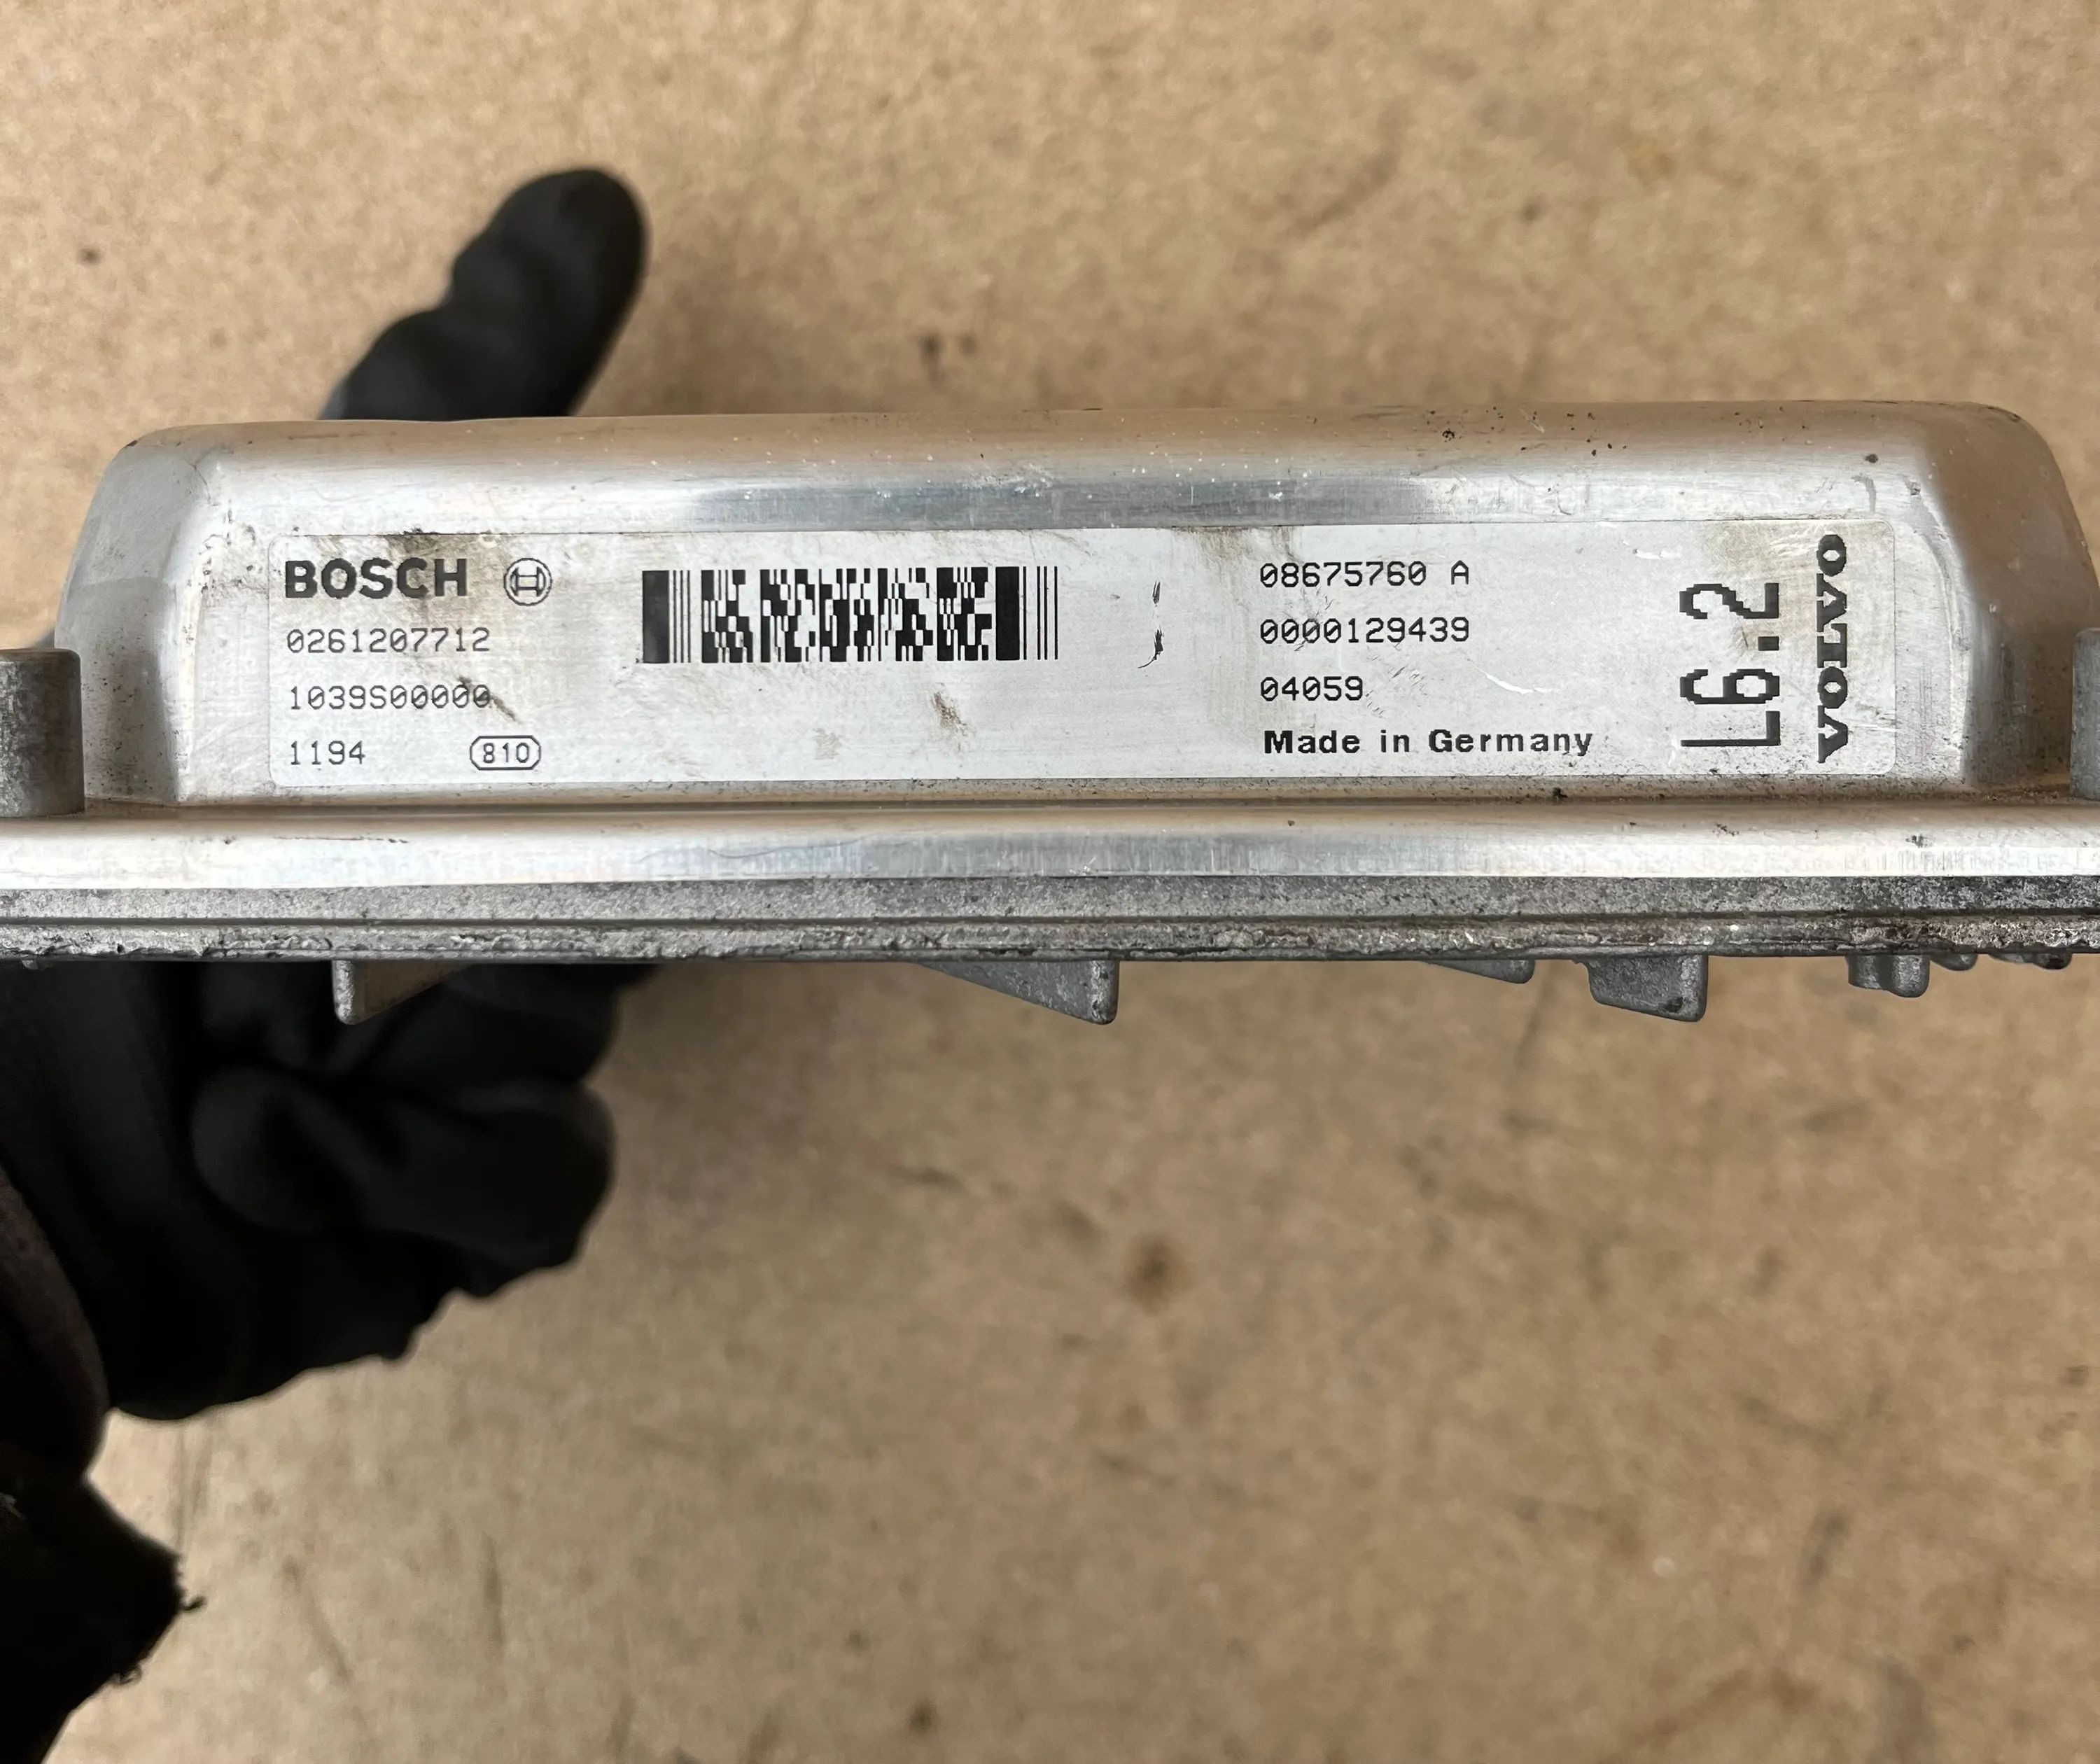 BOSCH
0261207712
1039S00000
1194 810
08675760 A
0000129439
04059
Made in Germany
L6.2
VOLVO